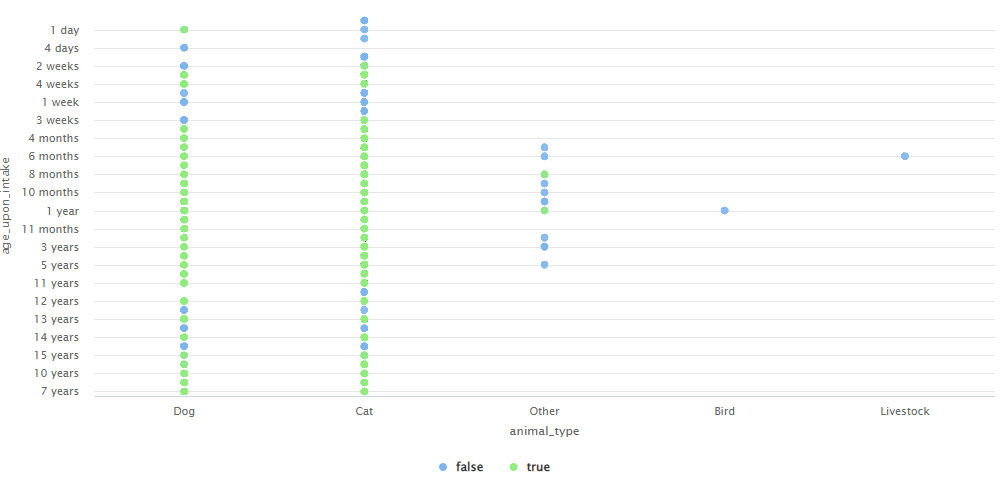 1 day
4 days
2 weeks
4 weeks
1 week
3 weeks
4 months
6 months
8 months
10 months
1 year
11 months
3 years
5 years
11 years
12 years
13 years
14 years
15 years
10 years
7 years
age_upon_intake
Dog Cat Other Bird Livestock
animal_type
false true